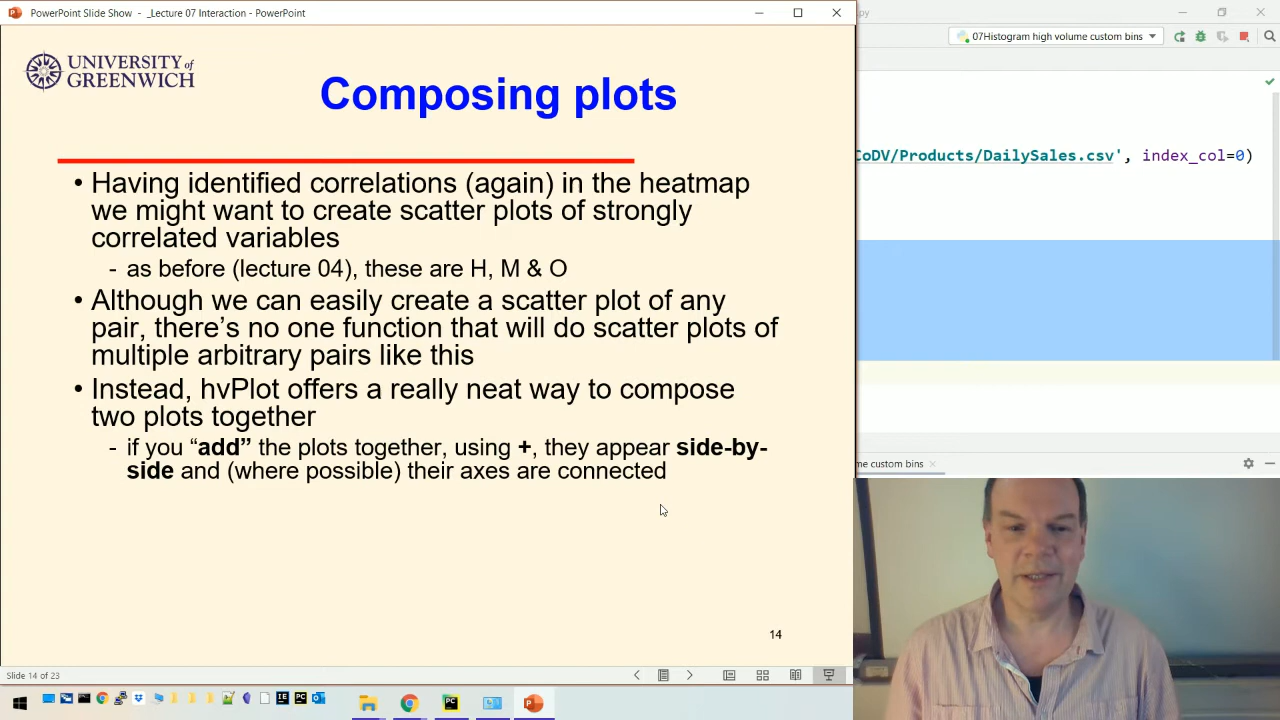 PowerPoint Slide Show - _Lecture 07 Interaction - PowerPoint
.py
07Histogram high volume custom bins
UNIVERSITY of
GREENWICH
Composing plots
CoDV/Products/DailySales.csv', index_col=0)
• Having identified correlations (again) in the heatmap
we might want to create scatter plots of strongly
correlated variables
- as before (lecture 04), these are H, M & O
• Although we can easily create a scatter plot of any
pair, there's no one function that will do scatter plots of
multiple arbitrary pairs like this
• Instead, hvPlot offers a really neat way to compose
two plots together
- if you “add” the plots together, using +, they appear side-by-
side and (where possible) their axes are connected
me custom bins
14
Slide 14 of 23
IE
PC
PC